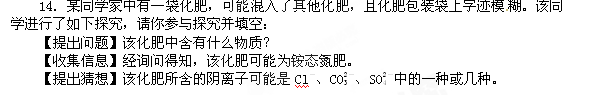 14. 某同学家中有一袋化肥，可能混入了其他化肥，且化肥包装袋上字迹模糊。该同
学进行了如下探究，请你参与探究并填空：
【提出问题】该化肥中含有什么物质？
【收集信息】经询问得知，该化肥可能为铵态氮肥。
【提出猜想】该化肥所含的阴离子可能是 Cl⁻、CO₃²⁻、SO₄²⁻ 中的一种或几种。